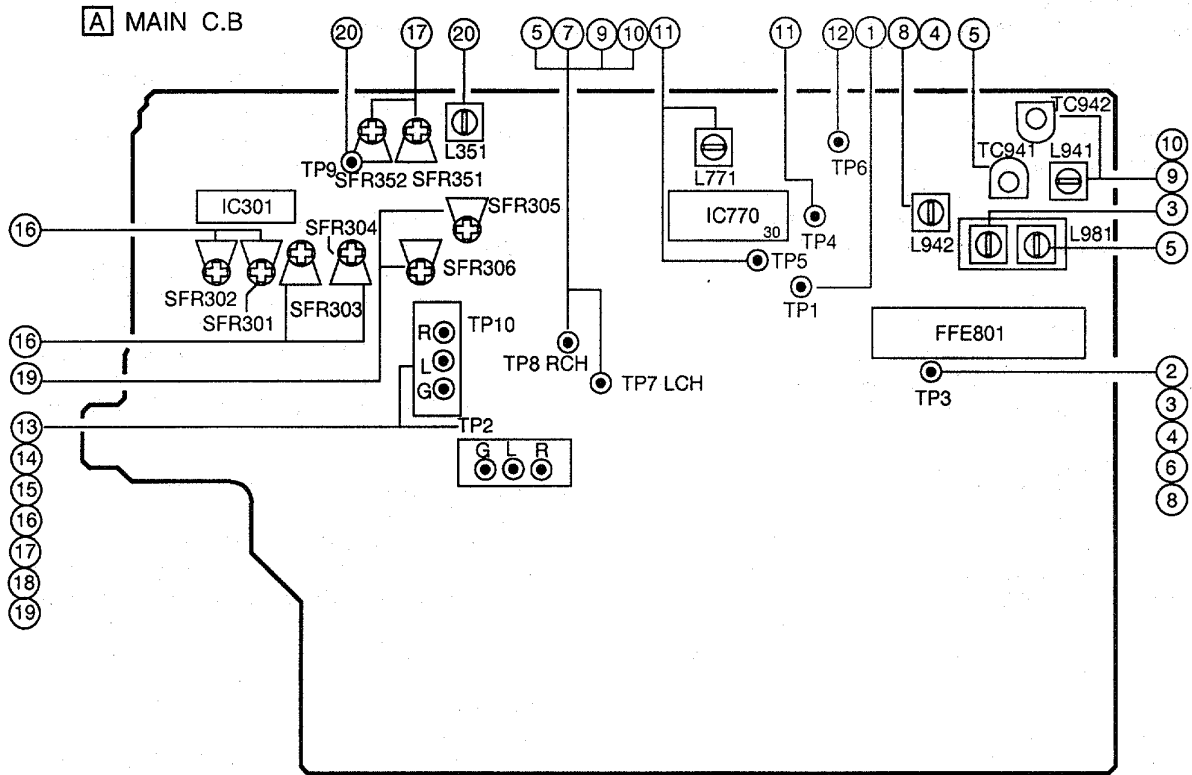 A MAIN C.B
20 17 20 5 7 9 10 11 11 12 1 8 4 5
TC942
TC941 L941
10
9
3
5
L351
TP9 SFR352 SFR351
L771
TP6
IC301
SFR305
IC770
30
TP4
L942
L981
16
SFR304
SFR306
TP5
SFR302
SFR301
SFR303
TP1
FFE801
R TP10
L
G
TP8 RCH
TP7 LCH
TP3
16
19
13
14
15
16
17
18
19
TP2
G L R
2
3
4
6
8